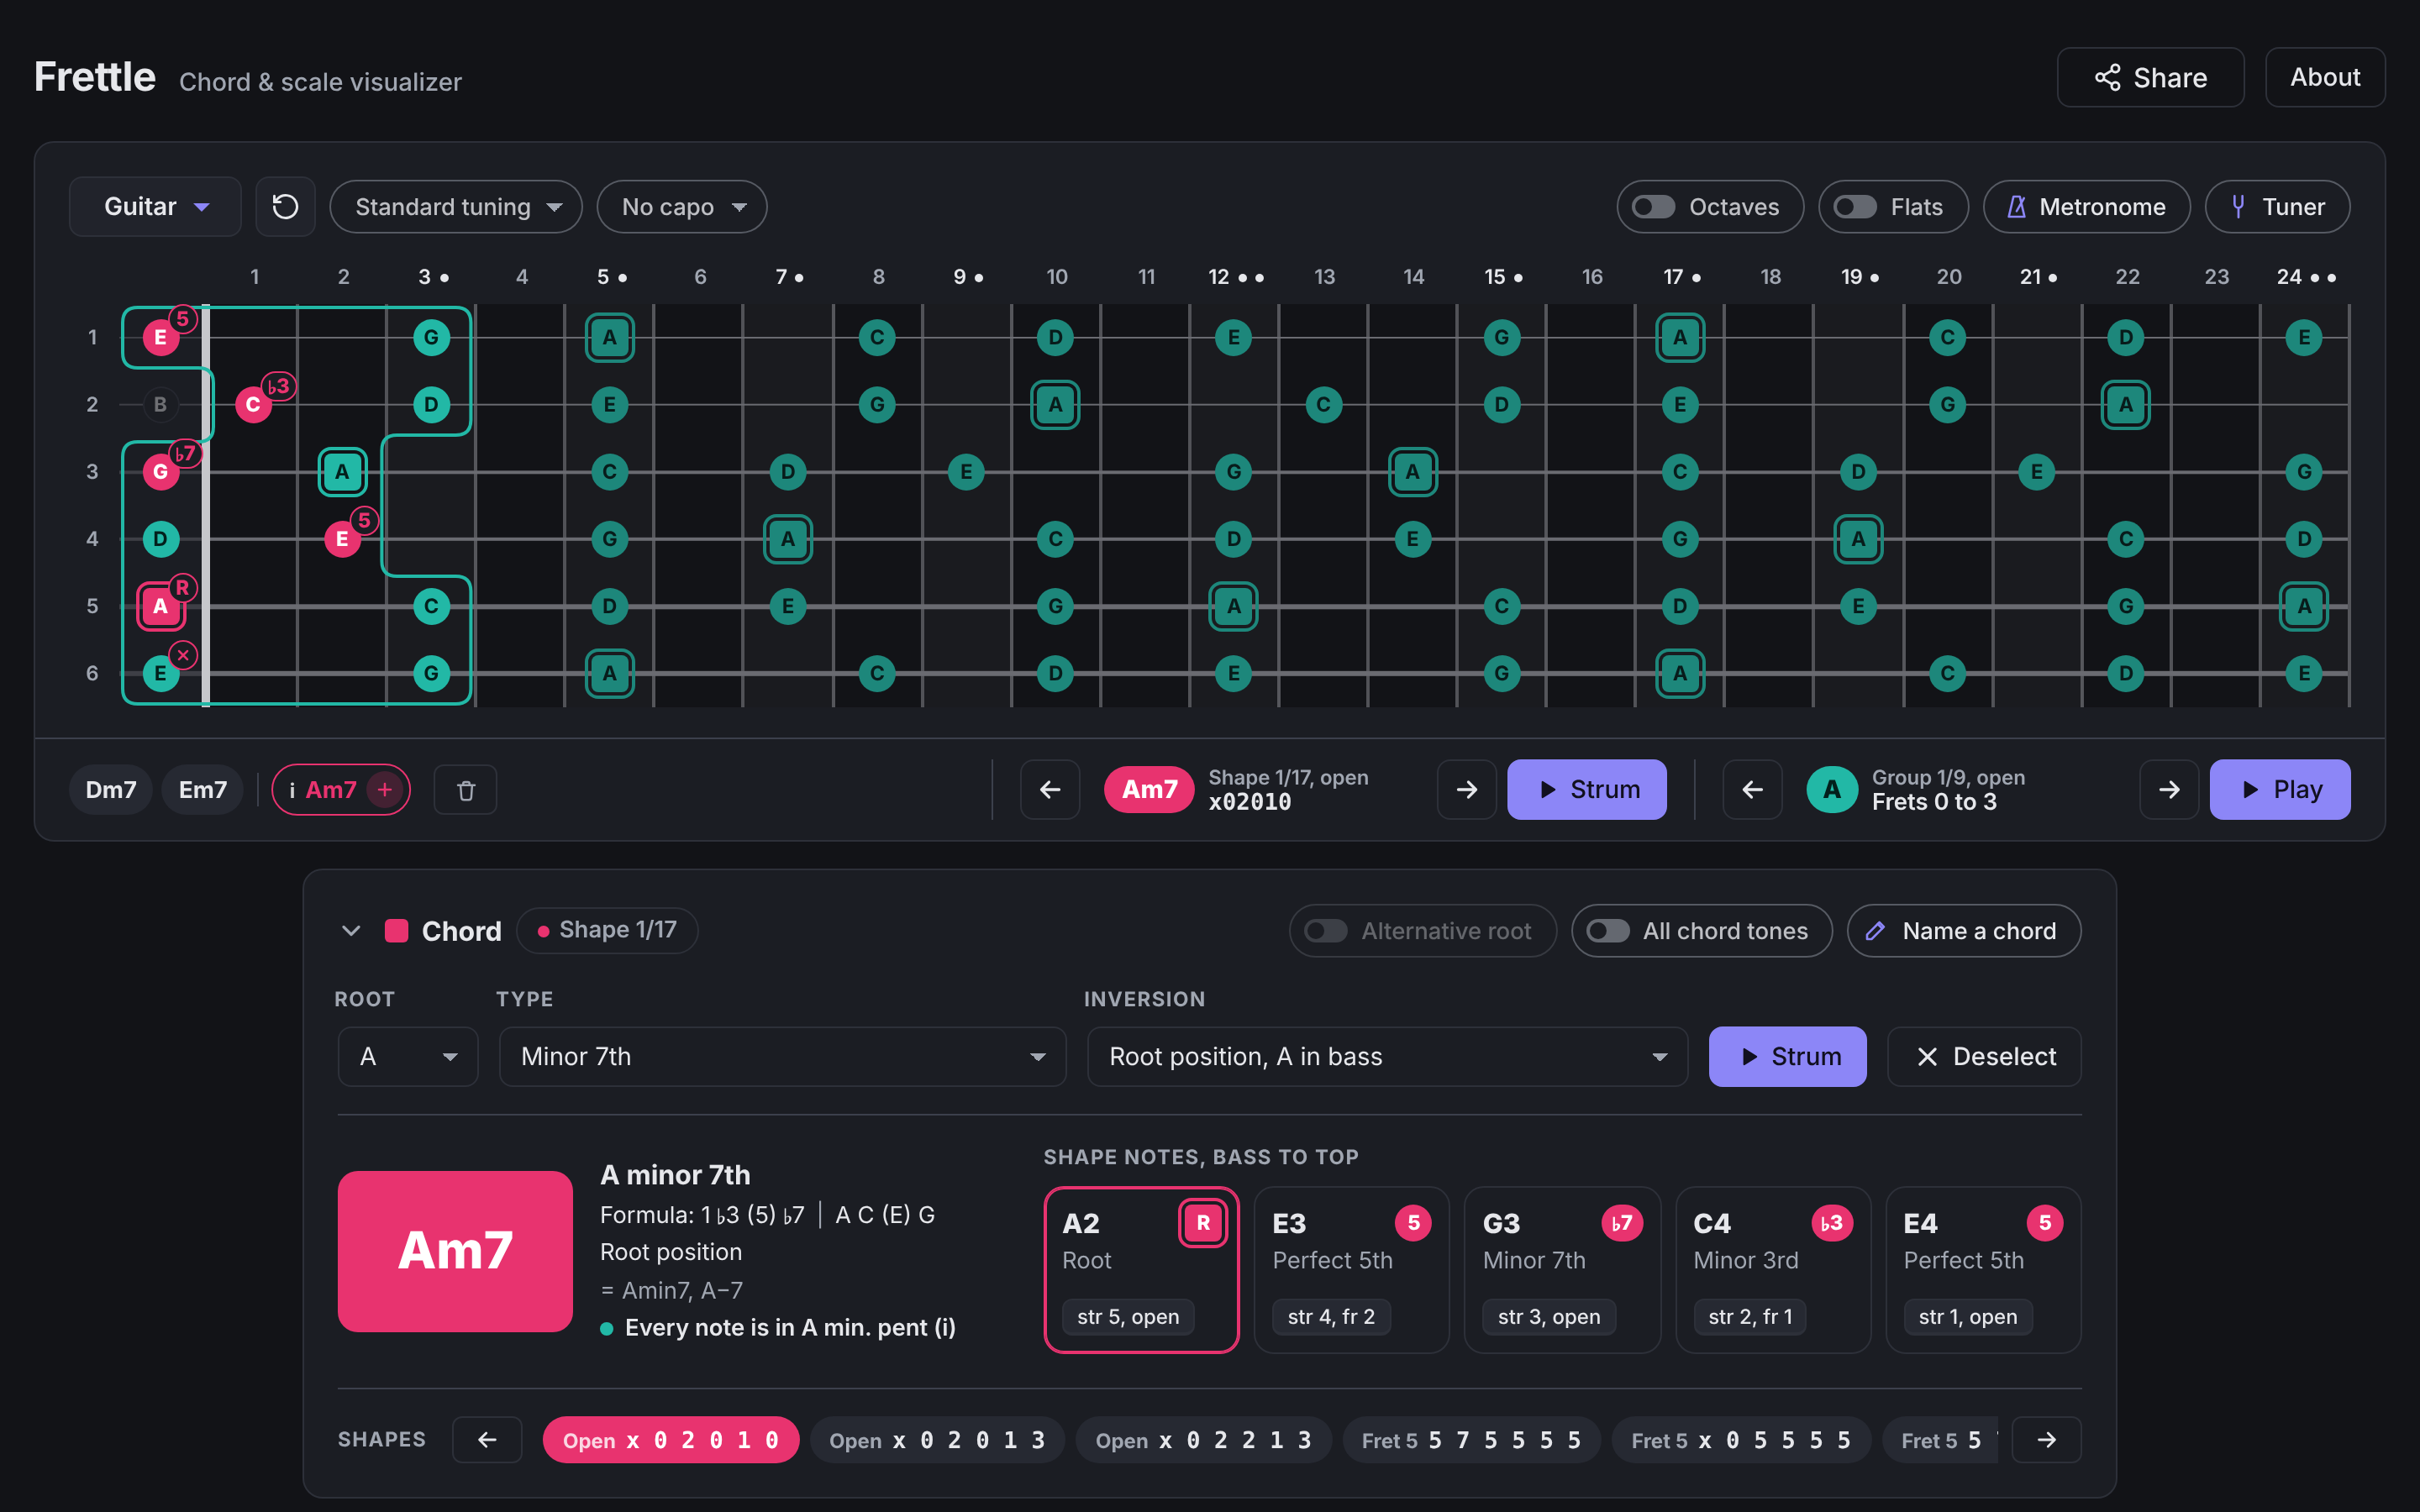 Frettle Chord & scale visualizer Share About
Guitar Standard tuning No capo Octaves Flats Metronome Tuner
1 2 3 4 5 6 7 8 9 10 11 12 13 14 15 16 17 18 19 20 21 22 23 24
1 E 5 G A C D E G A C D E
2 B C ♭3 D E G A C D E G A
3 G ♭7 A C D E G A C D E G
4 D E 5 G A C D E G A C D
5 A R C D E G A C D E G A
6 E × G A C D E G A C D E
Dm7 Em7 i Am7 + Am7 Shape 1/17, open Strum A Group 1/9, open Play
x02010 Frets 0 to 3
Chord Shape 1/17 Alternative root All chord tones Name a chord
ROOT TYPE INVERSION
A Minor 7th Root position, A in bass Strum Deselect
Am7
A minor 7th
Formula: 1 ♭3 (5) ♭7 | A C (E) G
Root position
= Amin7, A−7
Every note is in A min. pent (i)
SHAPE NOTES, BASS TO TOP
A2 R E3 5 G3 ♭7 C4 ♭3 E4 5
Root Perfect 5th Minor 7th Minor 3rd Perfect 5th
str 5, open str 4, fr 2 str 3, open str 2, fr 1 str 1, open
SHAPES Open x 0 2 0 1 0 Open x 0 2 0 1 3 Open x 0 2 2 1 3 Fret 5 5 7 5 5 5 5 Fret 5 x 0 5 5 5 5 Fret 5 5